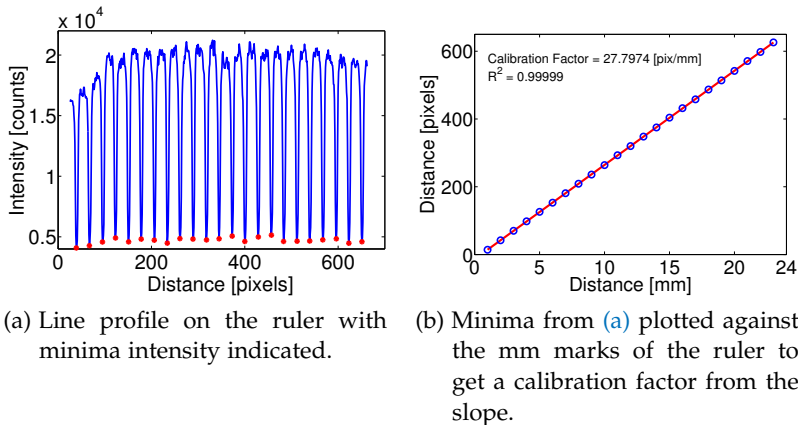 x 10⁴
2
1.5
1
0.5
0
200
400
600
Intensity [counts]
Distance [pixels]
(a) Line profile on the ruler with
minima intensity indicated.
Calibration Factor = 27.7974 [pix/mm]
R² = 0.99999
600
400
200
0
0
5
10
15
20
24
Distance [pixels]
Distance [mm]
(b) Minima from (a) plotted against
the mm marks of the ruler to
get a calibration factor from the
slope.